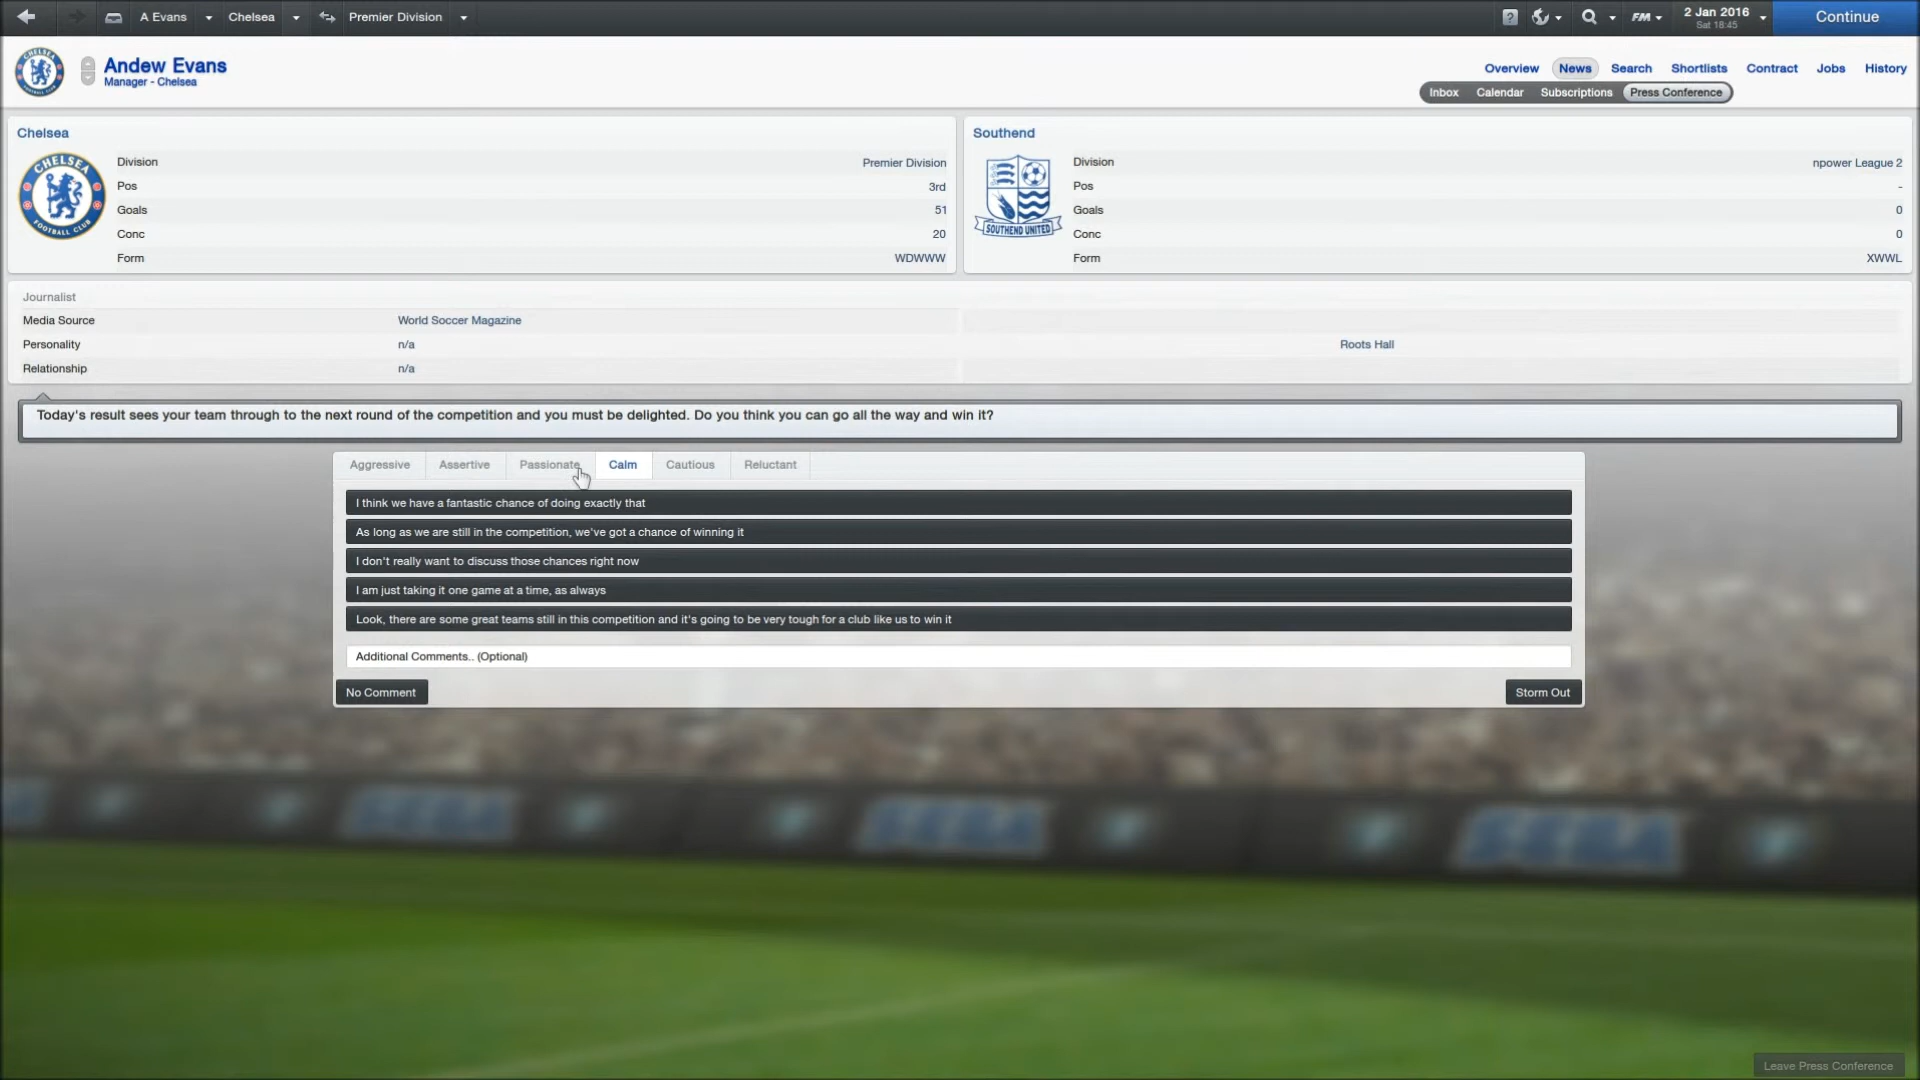 A Evans
Chelsea
Premier Division
FM
2 Jan 2016
Sat 18:45
Continue
Andew Evans
Manager - Chelsea
Overview
News
Search
Shortlists
Contract
Jobs
History
Inbox
Calendar
Subscriptions
Press Conference
Chelsea
CHELSEA
FOOTBALL CLUB
Division Premier Division
Pos 3rd
Goals 51
Conc 20
Form WDWWW
Southend
SOUTHEND UNITED
Division npower League 2
Pos -
Goals 0
Conc 0
Form XWWL
Journalist
Media Source World Soccer Magazine
Personality n/a
Roots Hall
Relationship n/a
Today's result sees your team through to the next round of the competition and you must be delighted. Do you think you can go all the way and win it?
Aggressive
Assertive
Passionate
Calm
Cautious
Reluctant
I think we have a fantastic chance of doing exactly that
As long as we are still in the competition, we've got a chance of winning it
I don't really want to discuss those chances right now
I am just taking it one game at a time, as always
Look, there are some great teams still in this competition and it's going to be very tough for a club like us to win it
Additional Comments.. (Optional)
No Comment
Storm Out
SEGA
SEGA
SEGA
Leave Press Conference